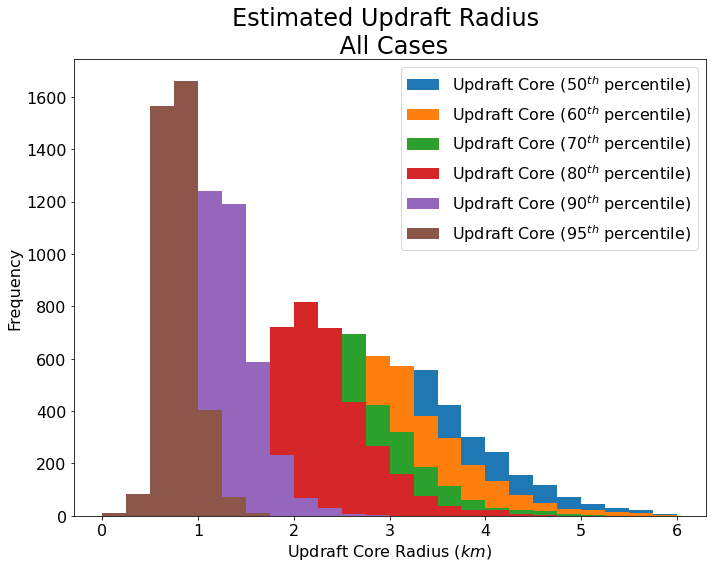 Estimated Updraft Radius
All Cases
Updraft Core (50th percentile)
Updraft Core (60th percentile)
Updraft Core (70th percentile)
Updraft Core (80th percentile)
Updraft Core (90th percentile)
Updraft Core (95th percentile)
Frequency
1600
1400
1200
1000
800
600
400
200
0
0 1 2 3 4 5 6
Updraft Core Radius (km)